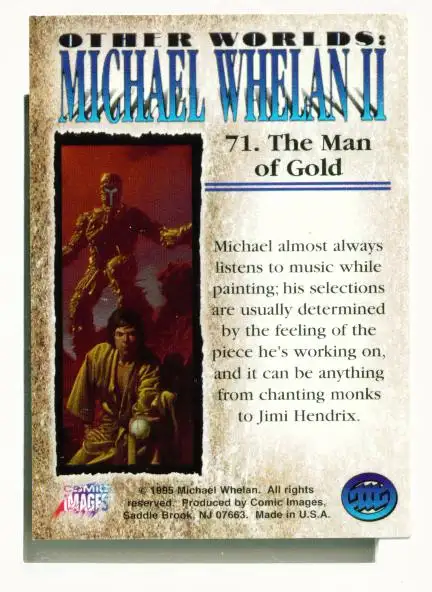 OTHER WORLDS:
MICHAEL WHELAN II
71. The Man
of Gold
Michael almost always
listens to music while
painting; his selections
are usually determined
by the feeling of the
piece he's working on,
and it can be anything
from chanting monks
to Jimi Hendrix.
COMIC
IMAGES
© 1995 Michael Whelan. All rights
reserved. Produced by Comic Images,
Saddle Brook, NJ 07663. Made in U.S.A.